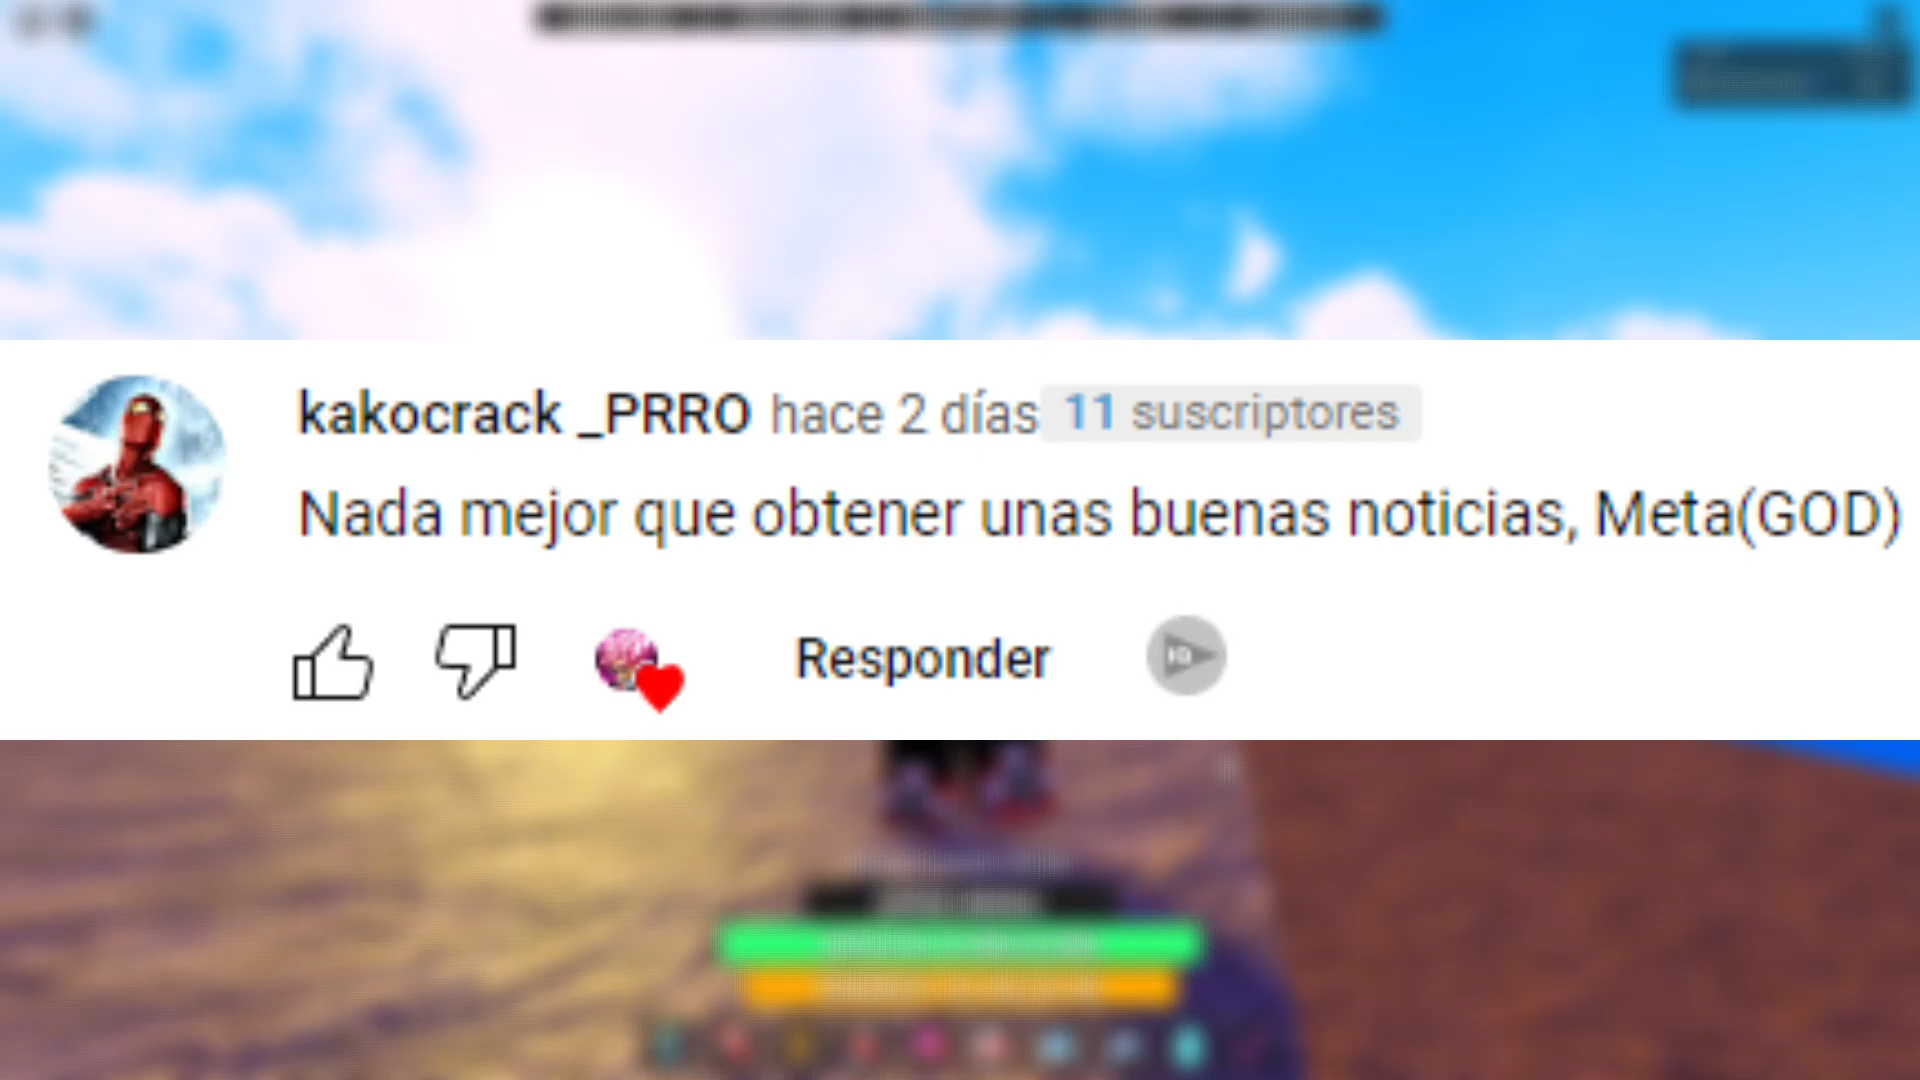 kakocrack _PRRO hace 2 días 11 suscriptores
Nada mejor que obtener unas buenas noticias, Meta(GOD)
Responder